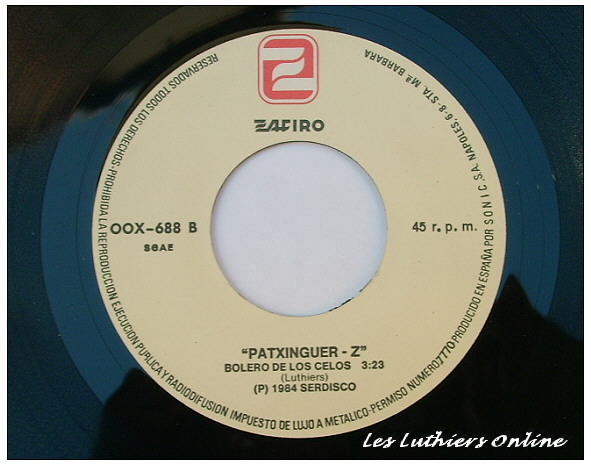 Z
ZAFIRO
OOX-688 B
SGAE
45 r. p. m.
"PATXINGUER - Z"
BOLERO DE LOS CELOS 3:23
(Luthiers)
(P) 1984 SERDISCO
RESERVADOS TODOS LOS DERECHOS-PROHIBIDA LA REPRODUCCION EJECUCION PUBLICA Y RADIODIFUSION IMPUESTO DE LUJO A METALICO-PERMISO NUMERO 7770 PRODUCIDO EN ESPAÑA POR SONIC S.A. NAPOLES, 6-8-STA. Mª BARBARA
Les Luthiers Online